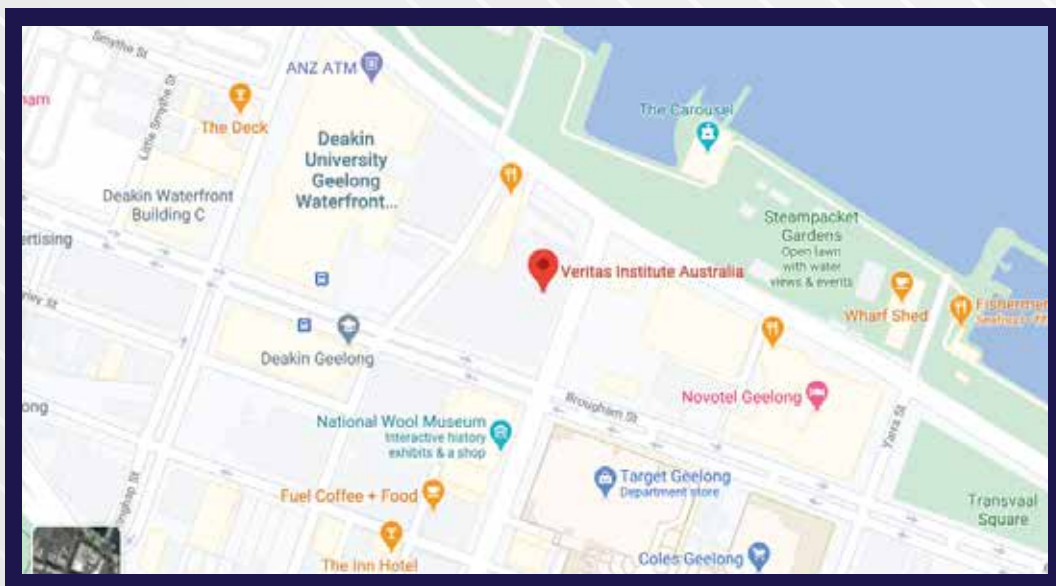 Smythe St
ANZ ATM
The Carousel
Little Smythe St
The Deck
Deakin
University
Geelong
Waterfront...
Deakin Waterfront
Building C
Steampacket
Gardens
Open lawn
with water
views & events
ertising
Veritas Institute Australia
Wharf Shed
Deakin Geelong
Novotel Geelong
Brougham St
Yarra St
ong
National Wool Museum
Interactive history
exhibits & a shop
Target Geelong
Department store
Fuel Coffee + Food
Transvaal
Square
The Inn Hotel
Coles Geelong